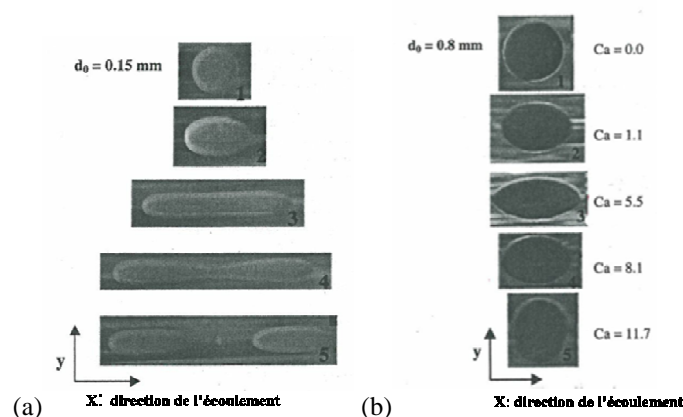 d₀ = 0.15 mm
1
2
3
4
5
y
X: direction de l'écoulement
(a)
d₀ = 0.8 mm
1
Ca = 0.0
2
Ca = 1.1
3
Ca = 5.5
Ca = 8.1
5
Ca = 11.7
y
X: direction de l'écoulement
(b)